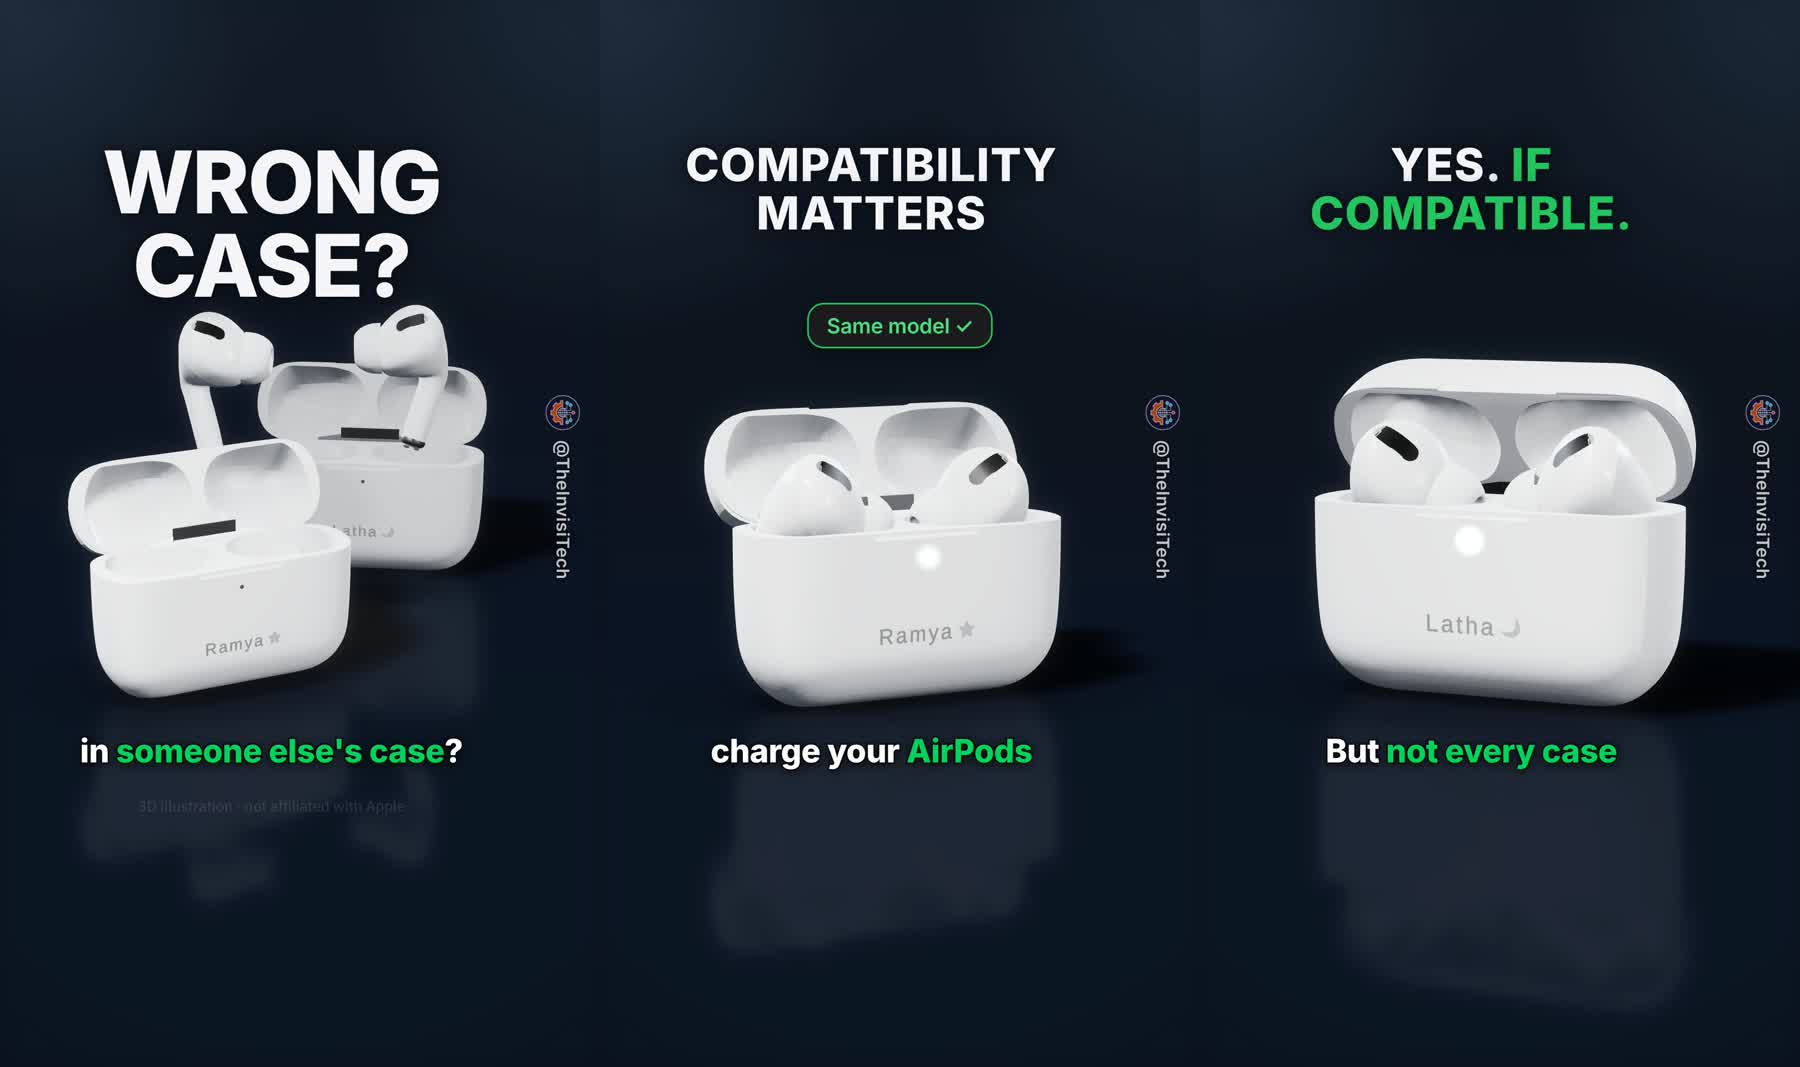 WRONG
CASE?
Latha
Ramya
@TheInvisiTech
in someone else's case?
3D illustration · not affiliated with Apple
COMPATIBILITY
MATTERS
Same model ✓
Ramya
@TheInvisiTech
charge your AirPods
YES. IF
COMPATIBLE.
Latha
@TheInvisiTech
But not every case